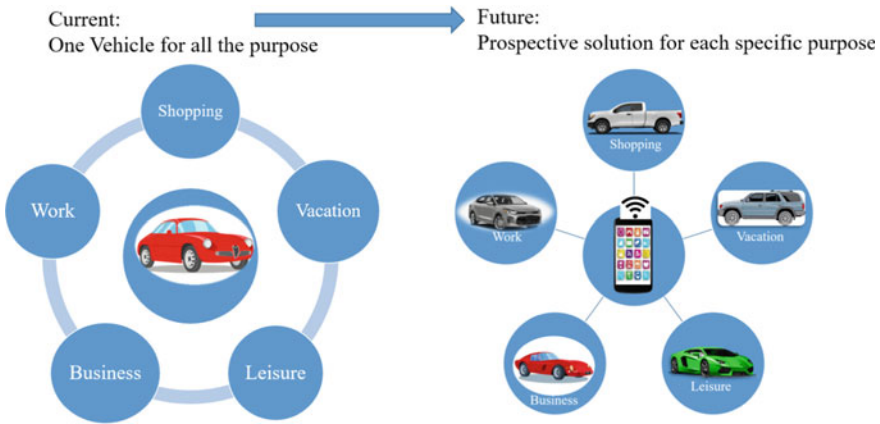 Current:
One Vehicle for all the purpose
Shopping
Work
Vacation
Business
Leisure
Future:
Prospective solution for each specific purpose
Shopping
Work
Vacation
Business
Leisure